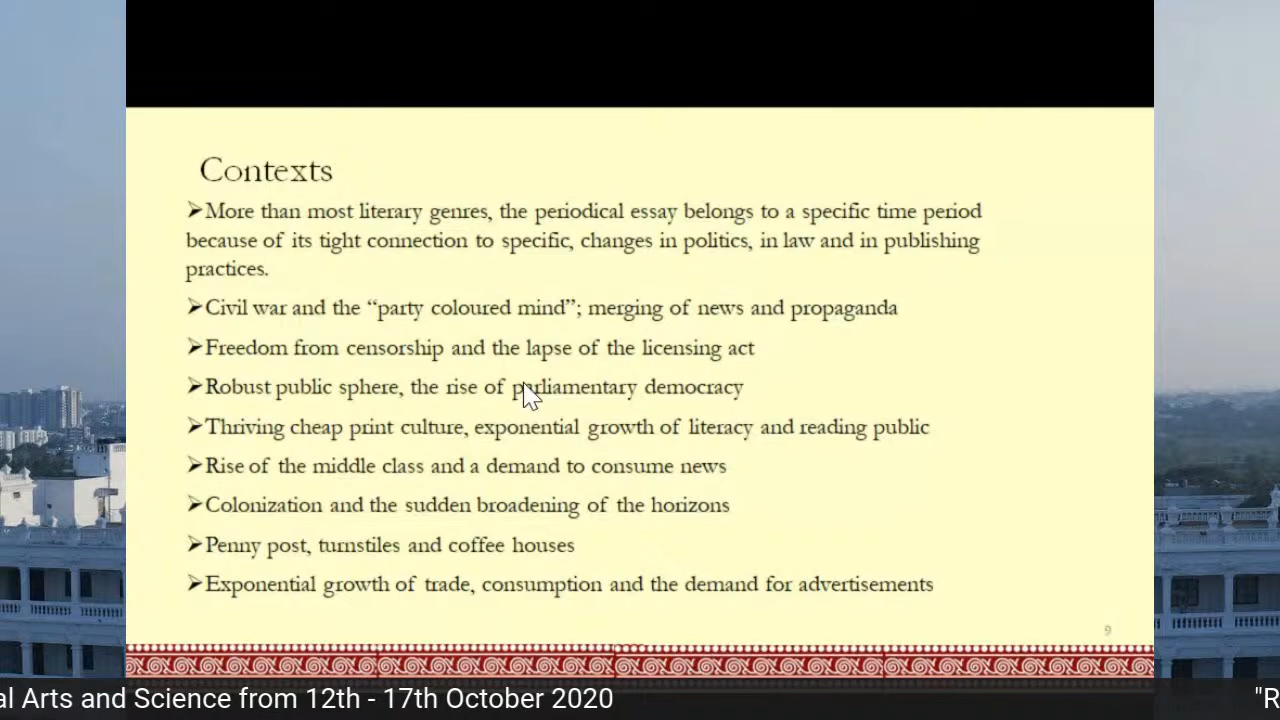 Contexts
➢More than most literary genres, the periodical essay belongs to a specific time period
because of its tight connection to specific, changes in politics, in law and in publishing
practices.
➢Civil war and the “party coloured mind”; merging of news and propaganda
➢Freedom from censorship and the lapse of the licensing act
➢Robust public sphere, the rise of parliamentary democracy
➢Thriving cheap print culture, exponential growth of literacy and reading public
➢Rise of the middle class and a demand to consume news
➢Colonization and the sudden broadening of the horizons
➢Penny post, turnstiles and coffee houses
➢Exponential growth of trade, consumption and the demand for advertisements
9
al Arts and Science from 12th - 17th October 2020 "R